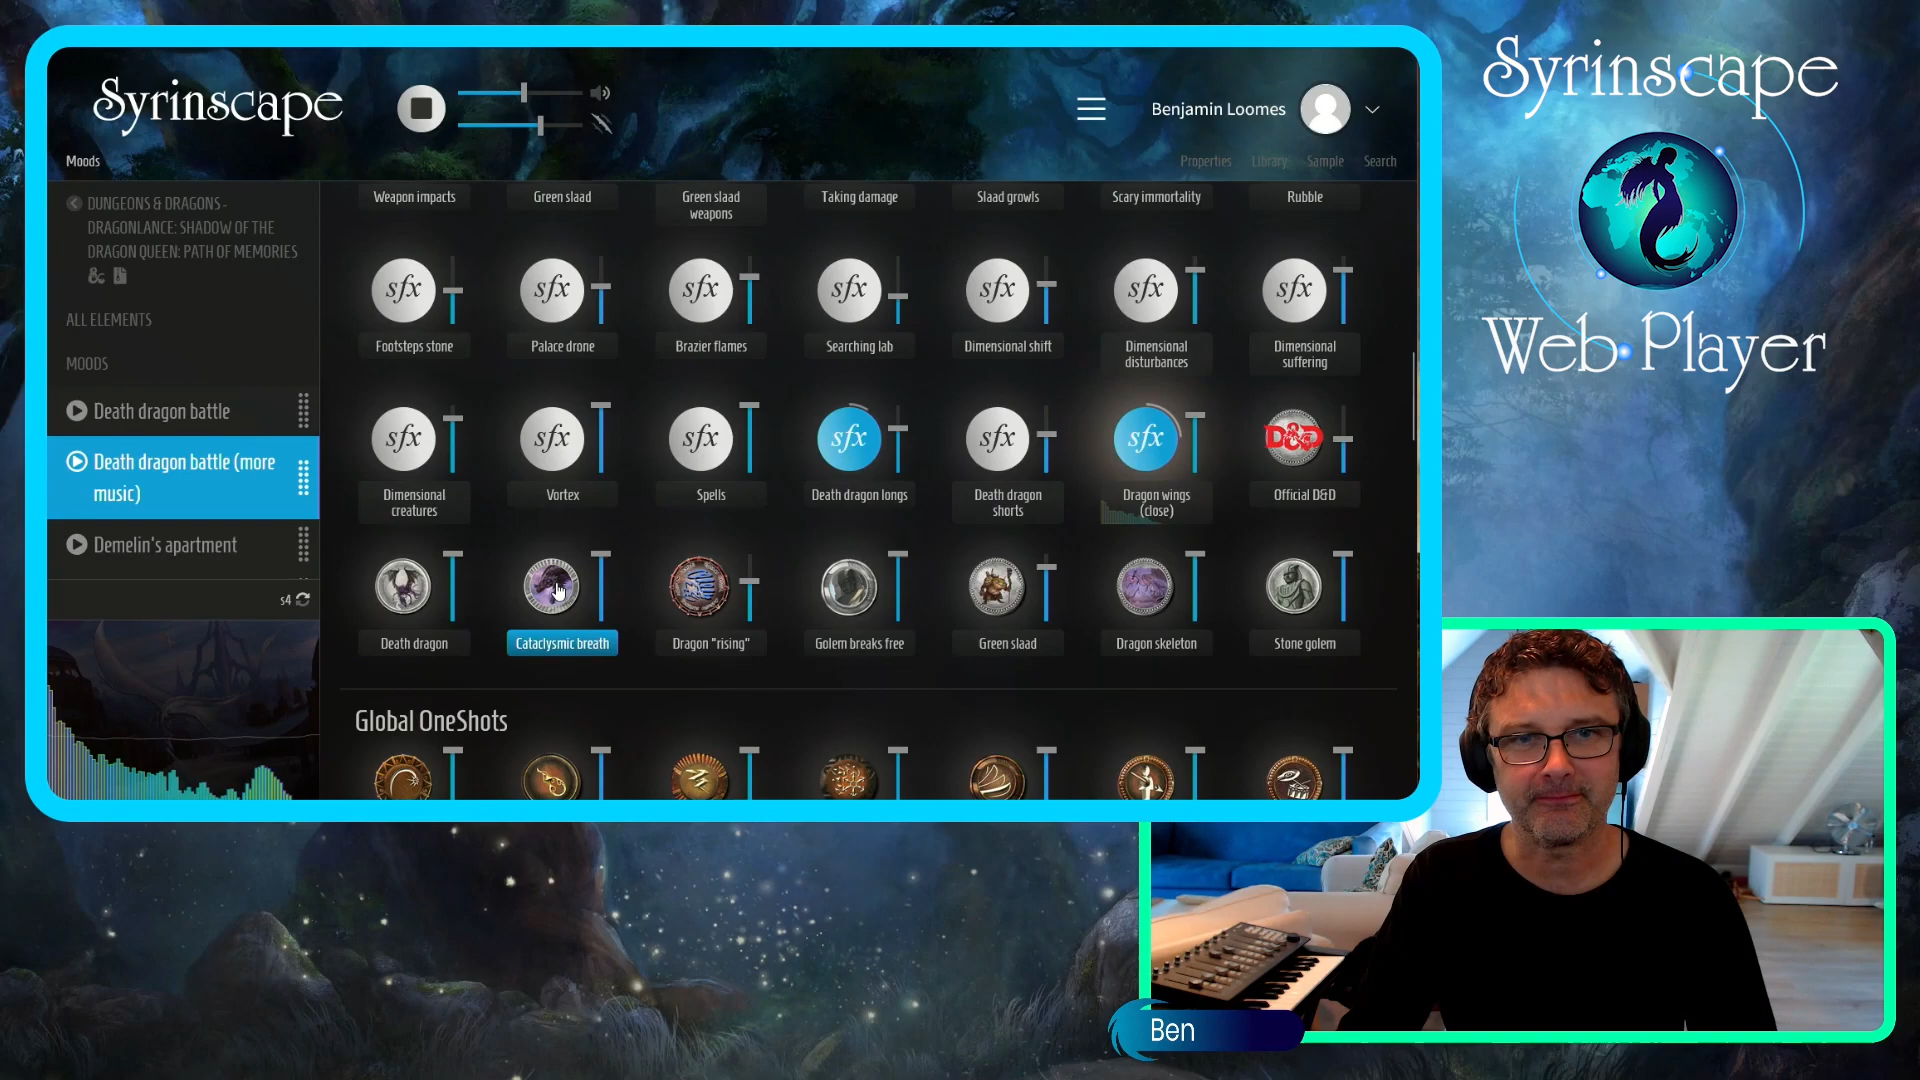 Syrinscape
Benjamin Loomes
Moods
Properties
Library
Sample
Search
DUNGEONS & DRAGONS -
DRAGONLANCE: SHADOW OF THE
DRAGON QUEEN: PATH OF MEMORIES
ALL ELEMENTS
MOODS
Death dragon battle
Death dragon battle (more
music)
Demelin's apartment
s4
Weapon impacts
Green slaad
Green slaad
weapons
Taking damage
Slaad growls
Scary immortality
Rubble
sfx
sfx
sfx
sfx
sfx
sfx
sfx
Footsteps stone
Palace drone
Brazier flames
Searching lab
Dimensional shift
Dimensional
disturbances
Dimensional
suffering
sfx
sfx
sfx
sfx
sfx
sfx
D&D
Dimensional
creatures
Vortex
Spells
Death dragon longs
Death dragon
shorts
Dragon wings
(close)
Official D&D
Death dragon
Cataclysmic breath
Dragon "rising"
Golem breaks free
Green slaad
Dragon skeleton
Stone golem
Global OneShots
Syrinscape
Web Player
Ben